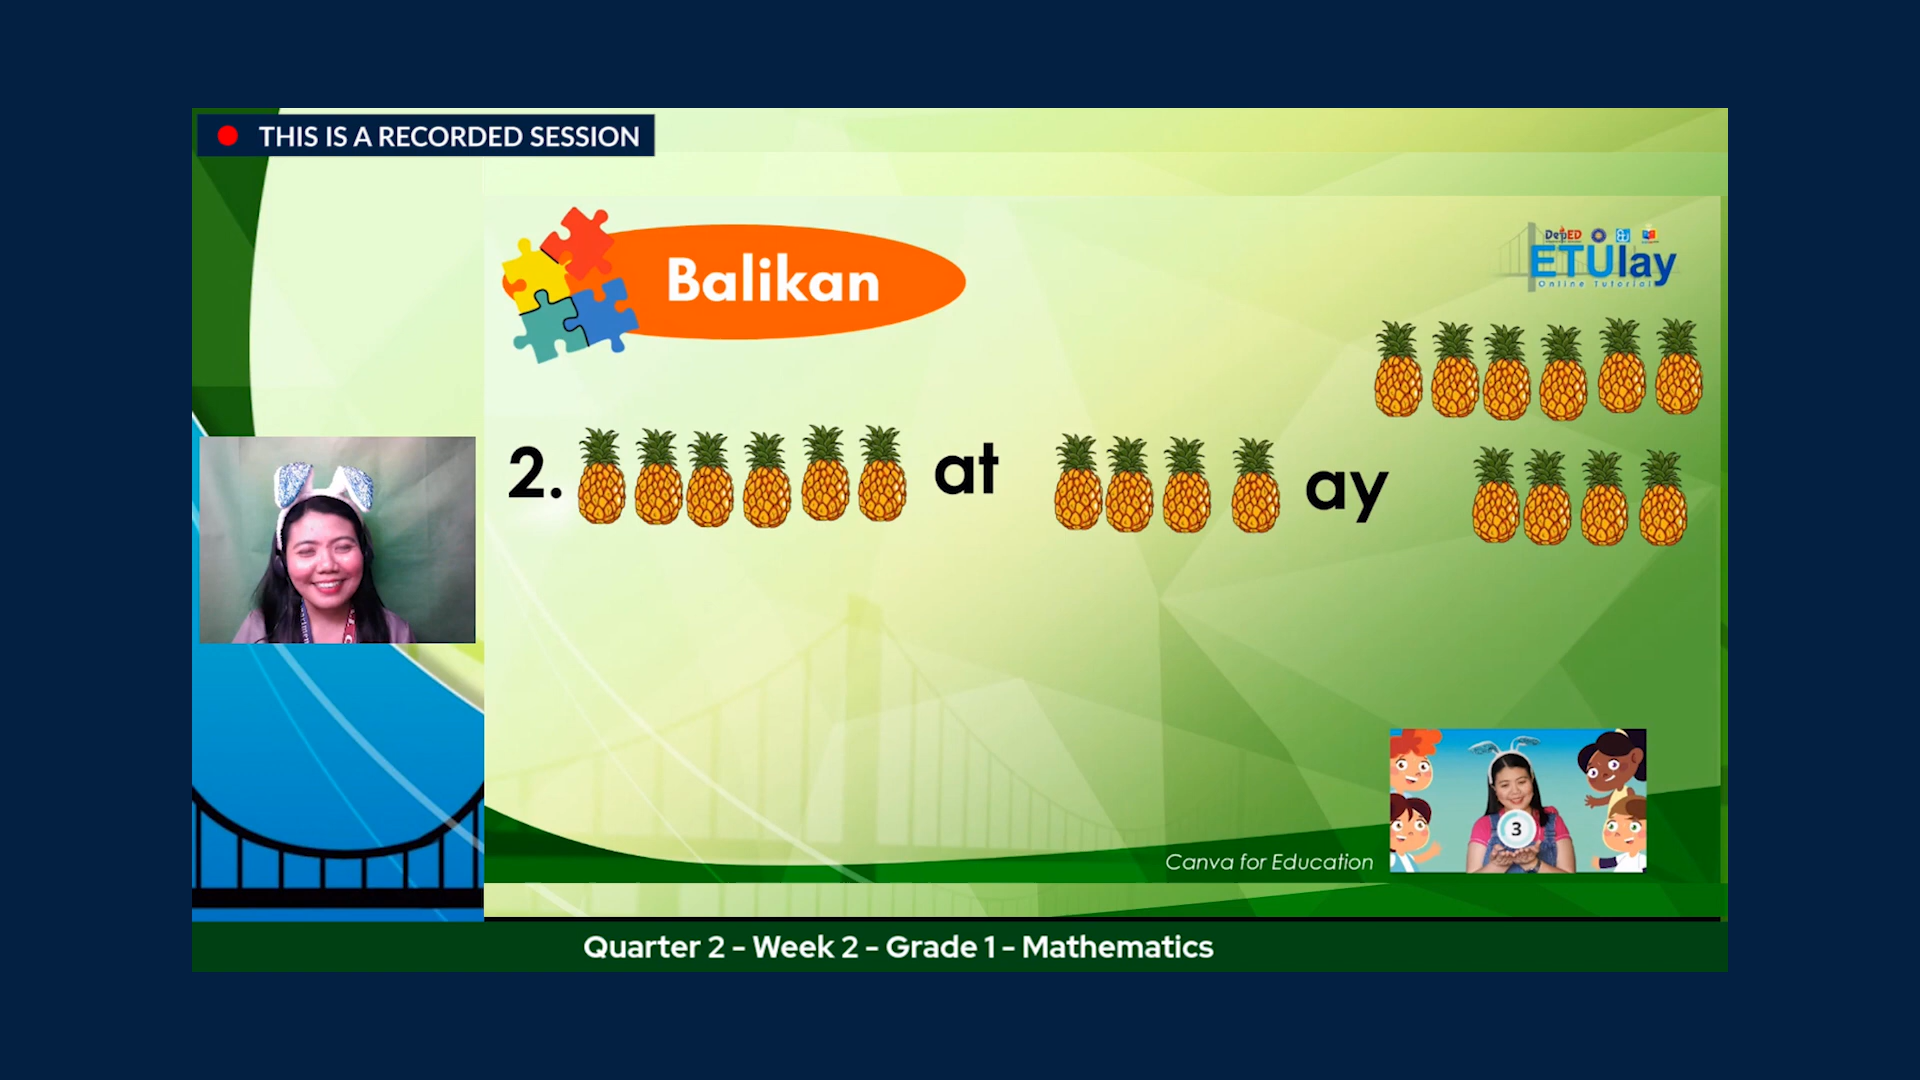 THIS IS A RECORDED SESSION
Balikan
DepED
ETUlay
Online Tutorial
2. at ay
3
Canva for Education
Quarter 2 - Week 2 - Grade 1 - Mathematics